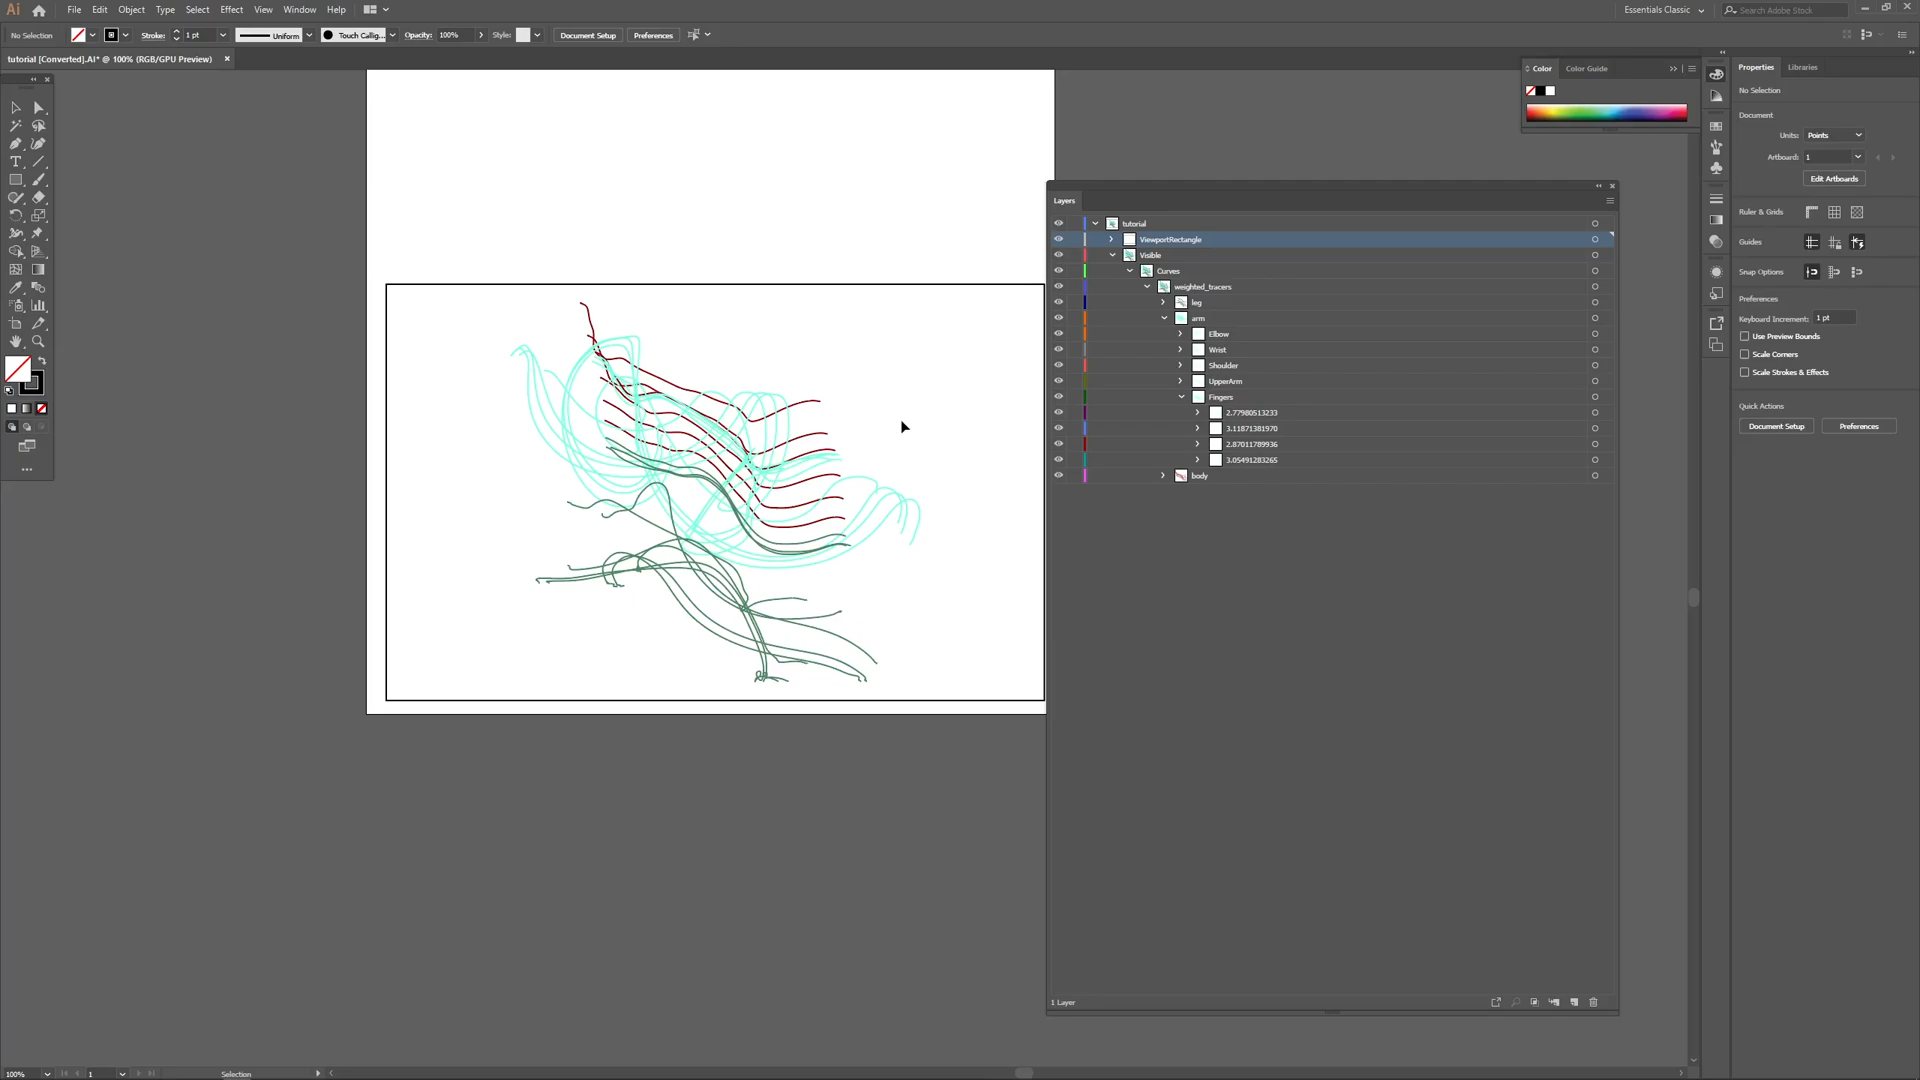 Ai File Edit Object Type Select Effect View Window Help Essentials Classic Search Adobe Stock
No Selection Stroke: 1 pt Uniform Touch Callig... Opacity: 100% Style: Document Setup Preferences
tutorial [Converted].AI* @ 100% (RGB/GPU Preview)
Color Color Guide
Properties Libraries
No Selection
Document
Units: Points
Artboard: 1
Edit Artboards
Ruler & Grids
Guides
Snap Options
Preferences
Keyboard Increment: 1 pt
Use Preview Bounds
Scale Corners
Scale Strokes & Effects
Quick Actions
Document Setup Preferences
Layers
tutorial
ViewportRectangle
Visible
Curves
weighted_tracers
leg
arm
Elbow
Wrist
Shoulder
UpperArm
Fingers
2.77980513233
3.11871381970
2.87011789936
3.05491283265
body
1 Layer
100% 1 Selection